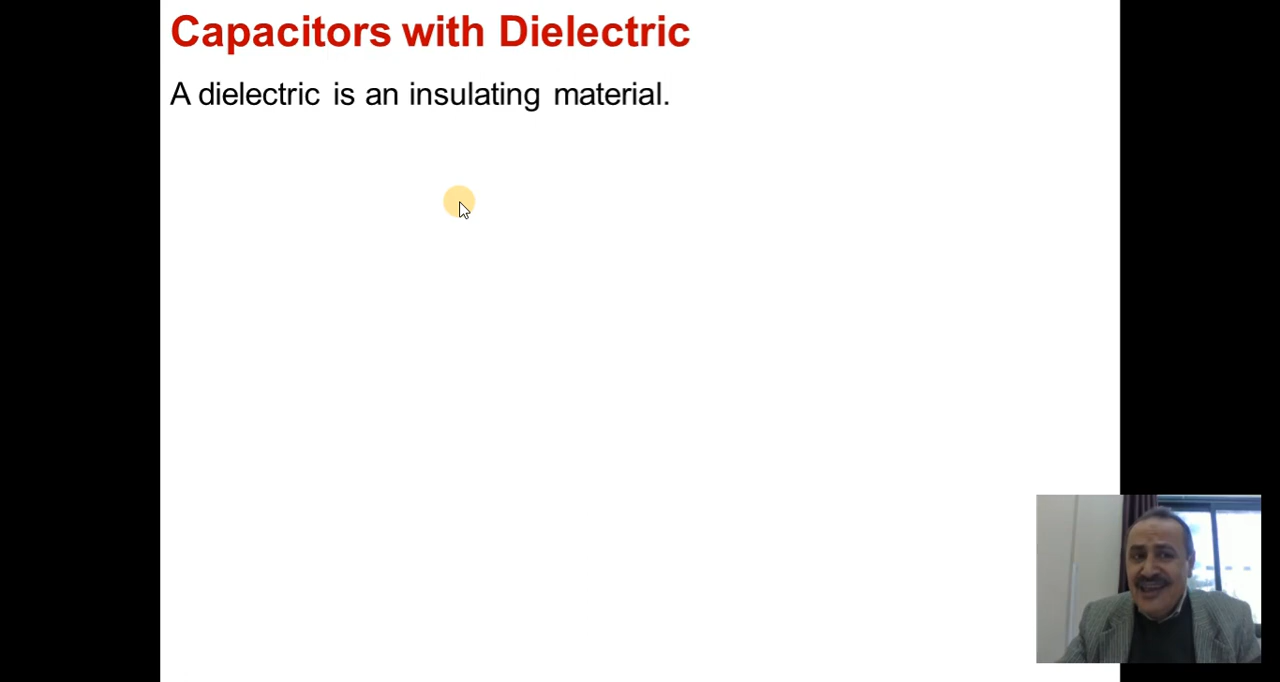 Capacitors with Dielectric
A dielectric is an insulating material.